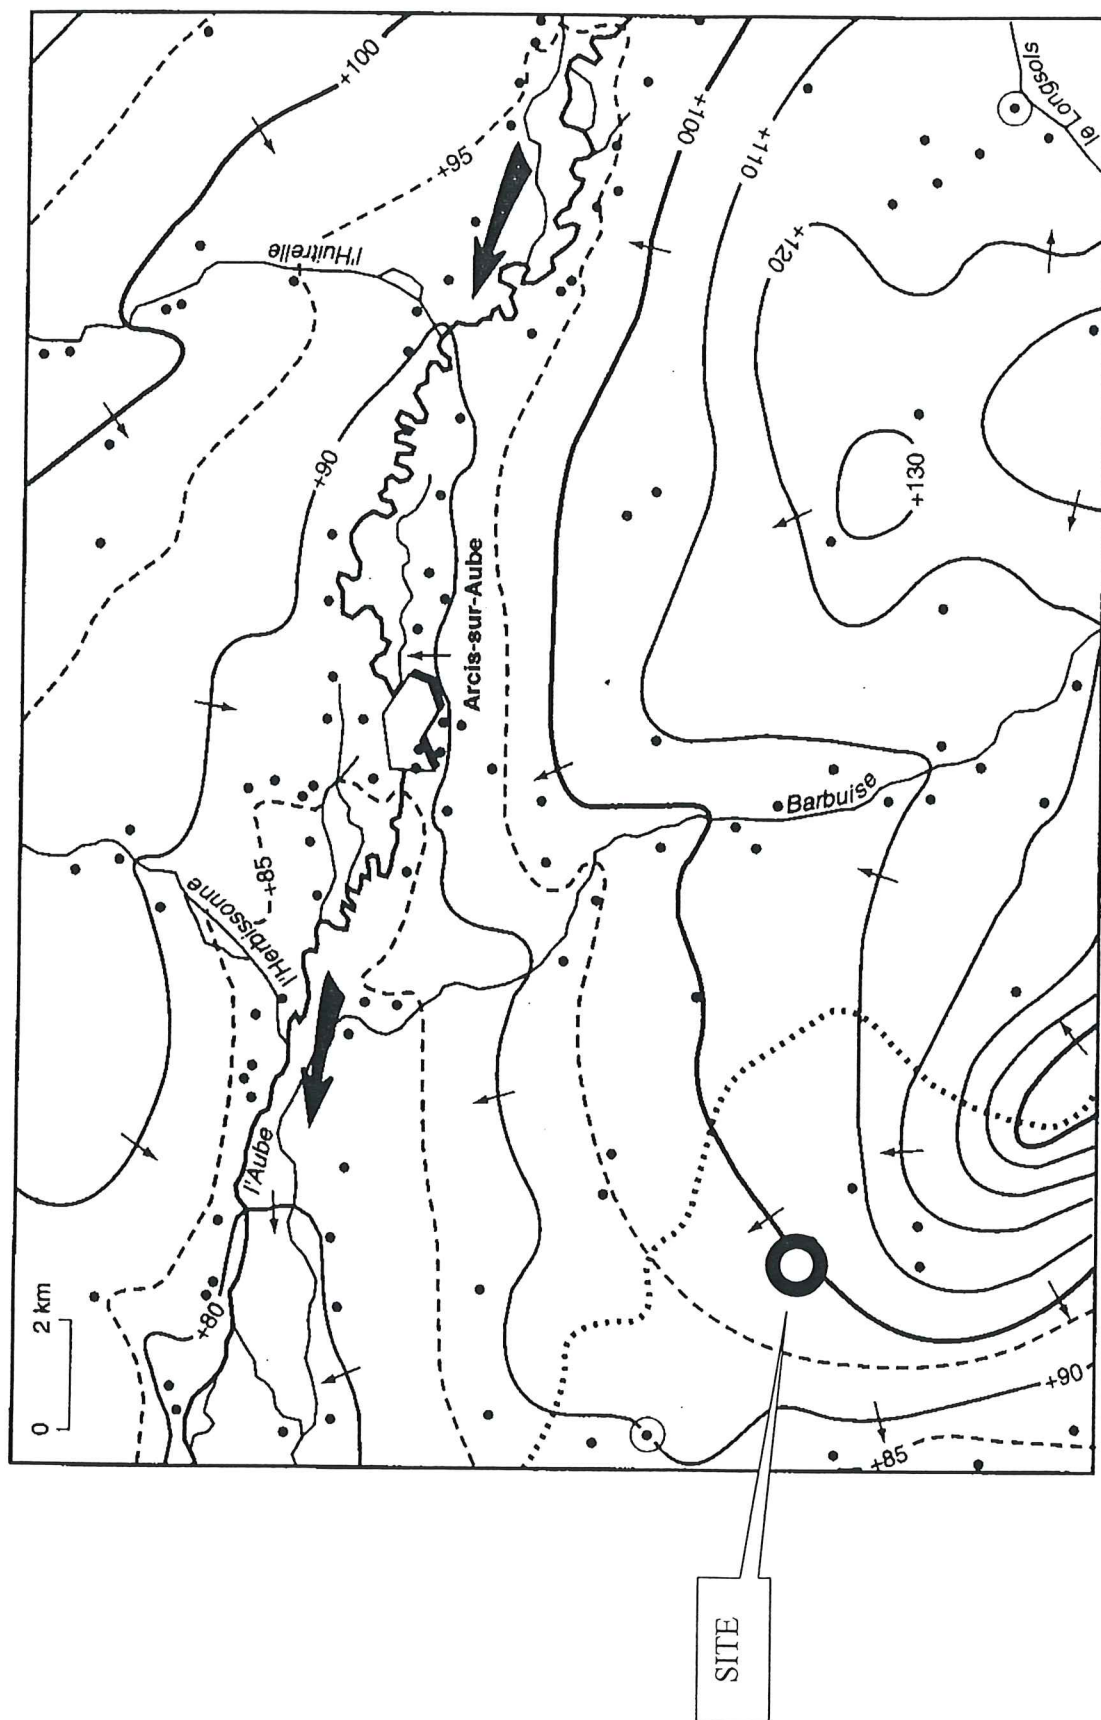 0 2 km
+80
l'Herbissonne
l'Aube
+85
l'Huitrelle
+90
+100
+95
Arcis-sur-Aube
+100
SITE
+110
+120
Barbuise
+85
+130
+90
le Longsols